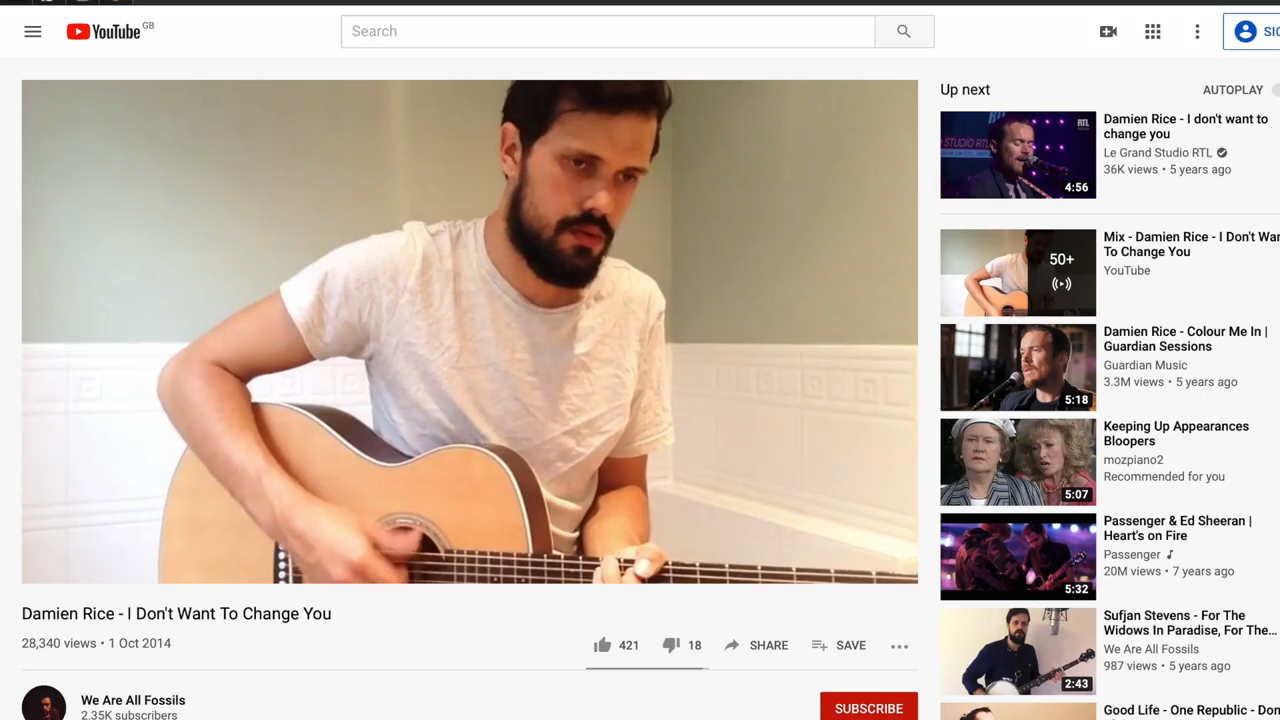 YouTube GB
Search
SIG
Up next
AUTOPLAY
STUDIO RTL
RTL
4:56
Damien Rice - I don't want to
change you
Le Grand Studio RTL
36K views • 5 years ago
50+
Mix - Damien Rice - I Don't Wan
To Change You
YouTube
5:18
Damien Rice - Colour Me In |
Guardian Sessions
Guardian Music
3.3M views • 5 years ago
5:07
Keeping Up Appearances
Bloopers
mozpiano2
Recommended for you
5:32
Passenger & Ed Sheeran |
Heart's on Fire
Passenger
20M views • 7 years ago
2:43
Sufjan Stevens - For The
Widows In Paradise, For The...
We Are All Fossils
987 views • 5 years ago
Good Life - One Republic - Don
Damien Rice - I Don't Want To Change You
28,340 views • 1 Oct 2014
421
18
SHARE
SAVE
We Are All Fossils
2.35K subscribers
SUBSCRIBE